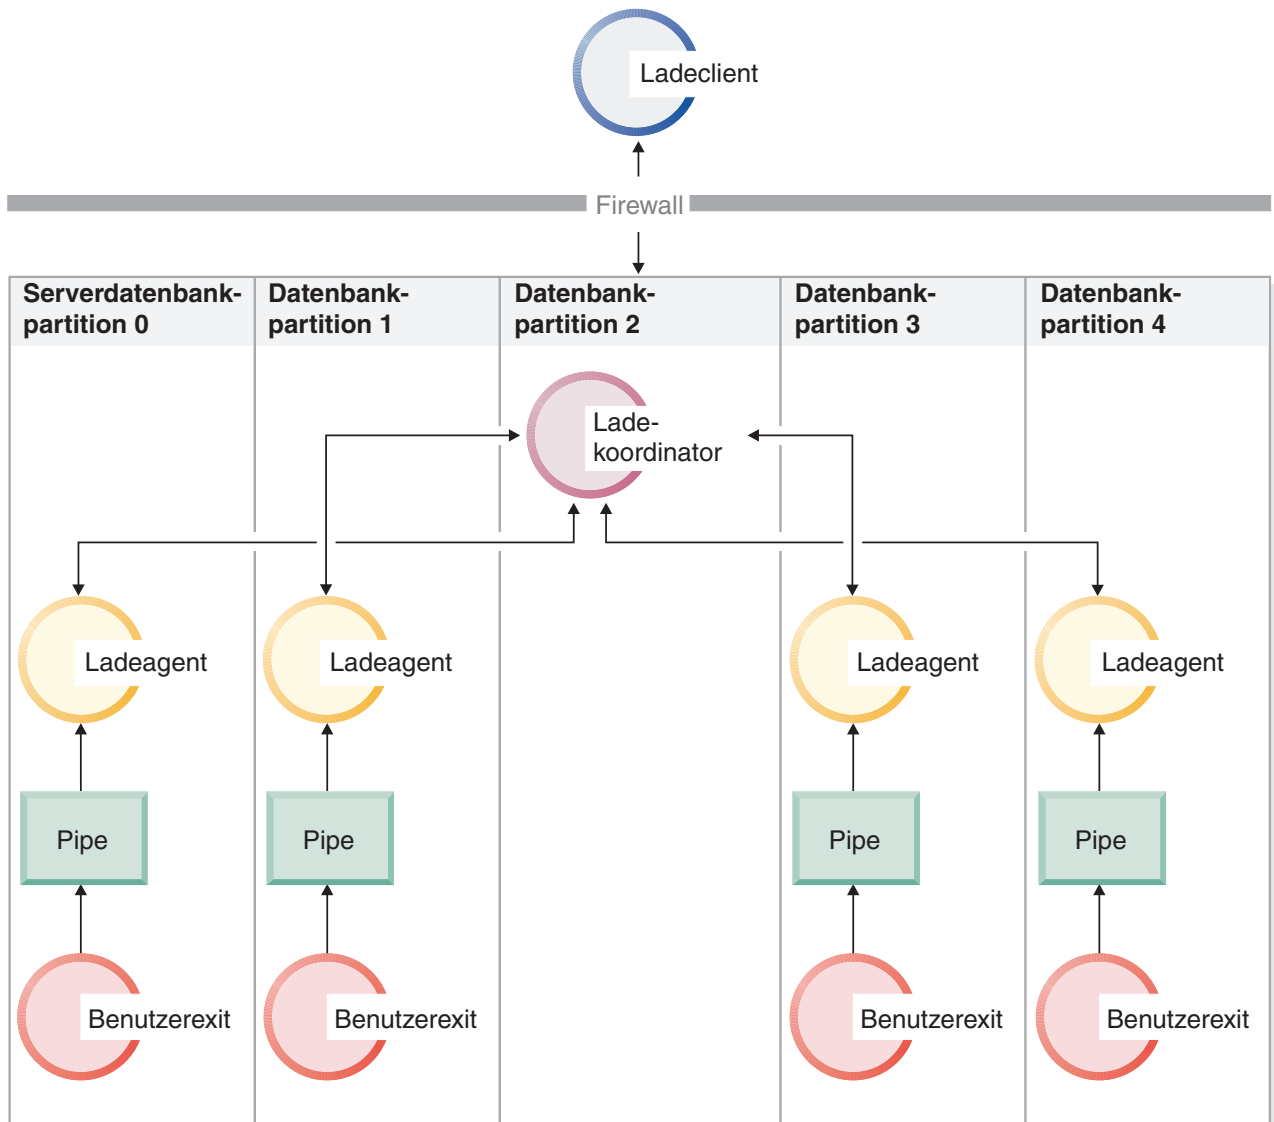 Ladeclient
Firewall
Serverdatenbank-
partition 0
Datenbank-
partition 1
Datenbank-
partition 2
Datenbank-
partition 3
Datenbank-
partition 4
Lade-
koordinator
Ladeagent
Ladeagent
Ladeagent
Ladeagent
Pipe
Pipe
Pipe
Pipe
Benutzerexit
Benutzerexit
Benutzerexit
Benutzerexit